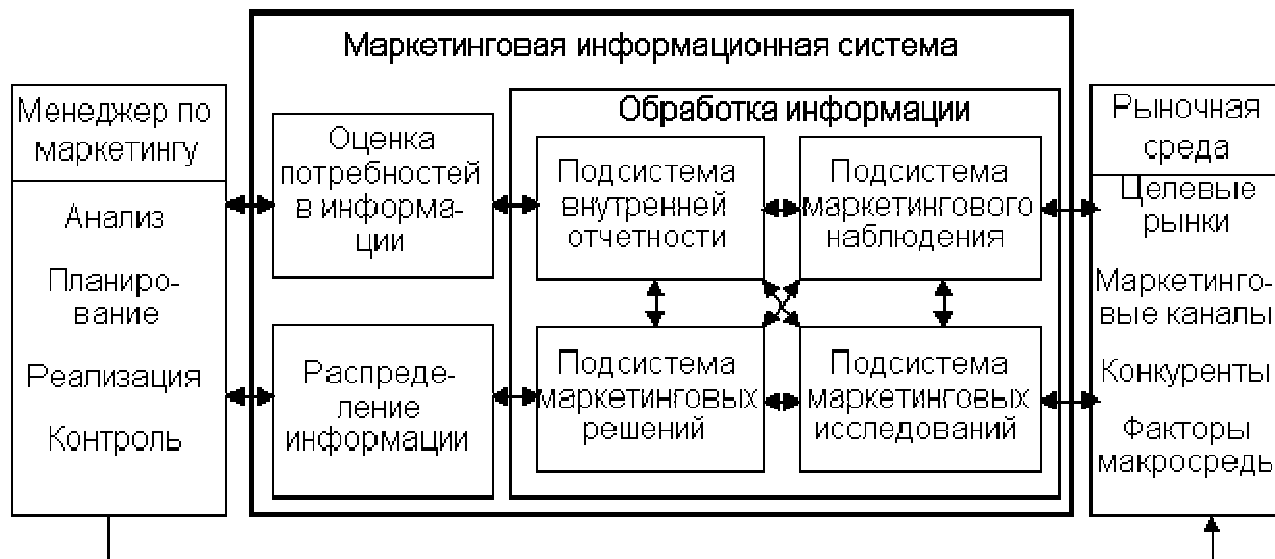 Маркетинговая информационная система
Менеджер по
маркетингу
Анализ
Планиро-
вание
Реализация
Контроль
Оценка
потребностей
в информа-
ции
Распреде-
ление
информации
Обработка информации
Подсистема
внутренней
отчетности
Подсистема
маркетингового
наблюдения
Подсистема
маркетинговых
решений
Подсистема
маркетинговых
исследований
Рыночная
среда
Целевые
рынки
Маркетинго-
вые каналы
Конкуренты
Факторы
макросреды